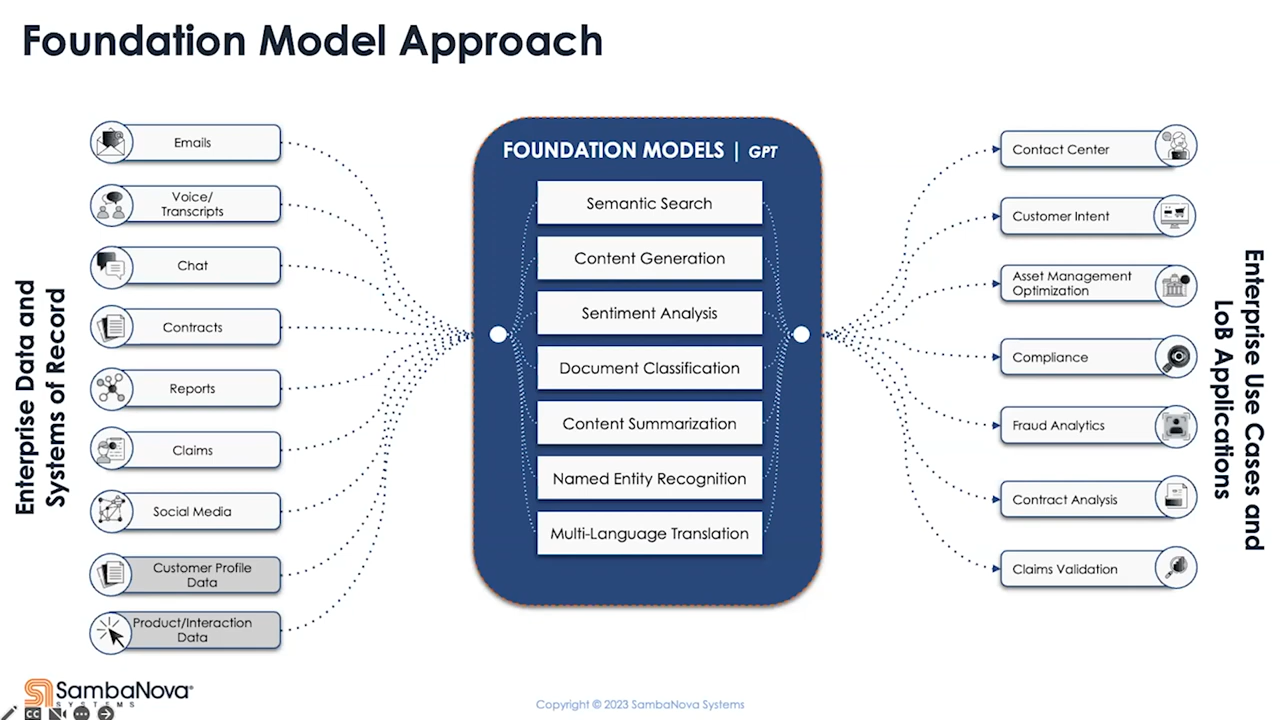 Foundation Model Approach
Enterprise Data and
Systems of Record
Emails
Voice/
Transcripts
Chat
Contracts
Reports
Claims
Social Media
Customer Profile
Data
Product/Interaction
Data
FOUNDATION MODELS | GPT
Semantic Search
Content Generation
Sentiment Analysis
Document Classification
Content Summarization
Named Entity Recognition
Multi-Language Translation
Contact Center
Customer Intent
Asset Management
Optimization
Compliance
Fraud Analytics
Contract Analysis
Claims Validation
Enterprise Use Cases and
LoB Applications
SambaNova®
SYSTEMS
CC
Copyright © 2023 SambaNova Systems